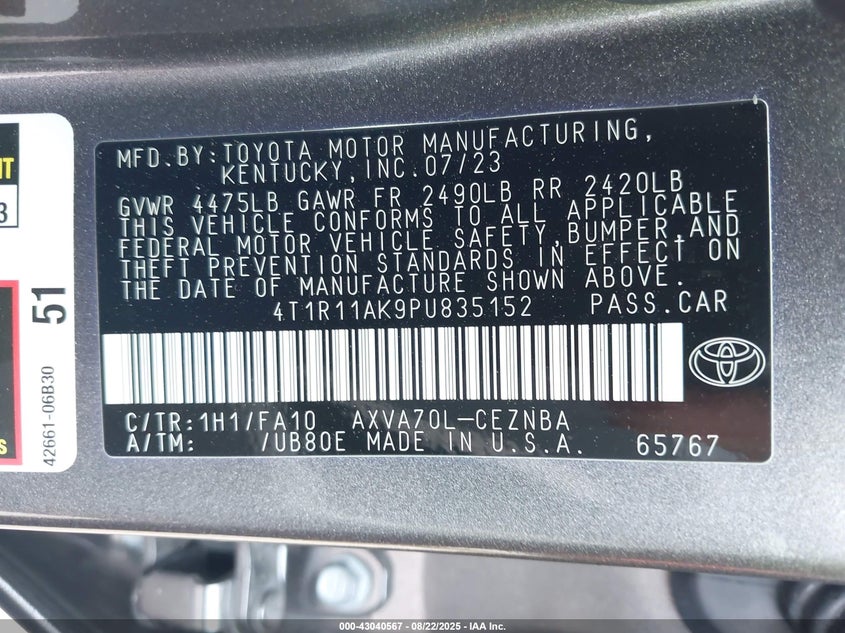 NT
3
51
42661-06B30
S
MFD.BY:TOYOTA MOTOR MANUFACTURING,
KENTUCKY,INC.07/23
GVWR 4475LB GAWR FR 2490LB RR 2420LB
THIS VEHICLE CONFORMS TO ALL APPLICABLE
FEDERAL MOTOR VEHICLE SAFETY,BUMPER,AND
THEFT PREVENTION STANDARDS IN EFFECT ON
THE DATE OF MANUFACTURE SHOWN ABOVE.
4T1R11AK9PU835152 PASS.CAR
C/TR:1H1/FA10 AXVA70L-CEZNBA
A/TM: /UB80E MADE IN U.S.A. 65767
000-43040567 - 08/22/2025 - IAA Inc.